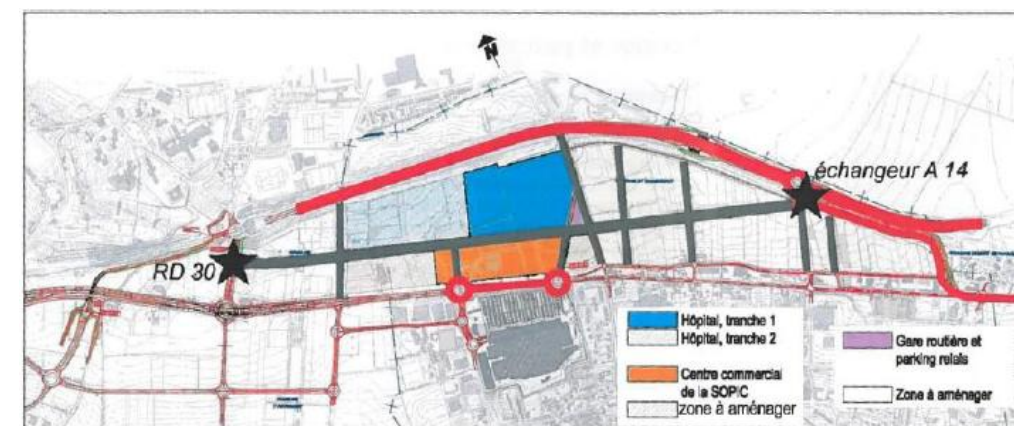 N
échangeur A 14
RD 30
Hôpital, tranche 1
Hôpital, tranche 2
Centre commercial
de la SOPIC
zone à aménager
Gare routière et
parking relais
Zone à aménager